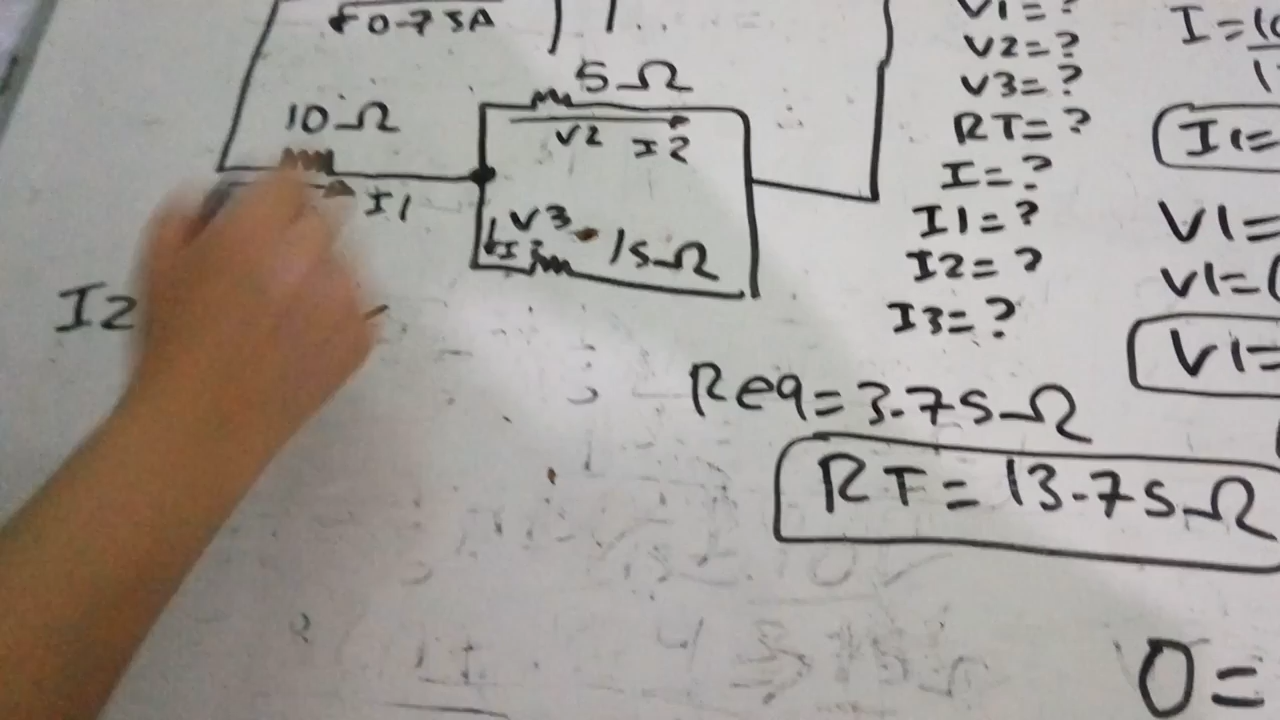 0.75A
5Ω
10Ω
V2 I2
I1
V3
15Ω
I2
V1=?
V2=?
V3=?
RT=?
I=?
I1=?
I2=?
I3=?
Req=3.75Ω
RT=13.75Ω
I=
I1=
V1=
V1=
V1=
0=